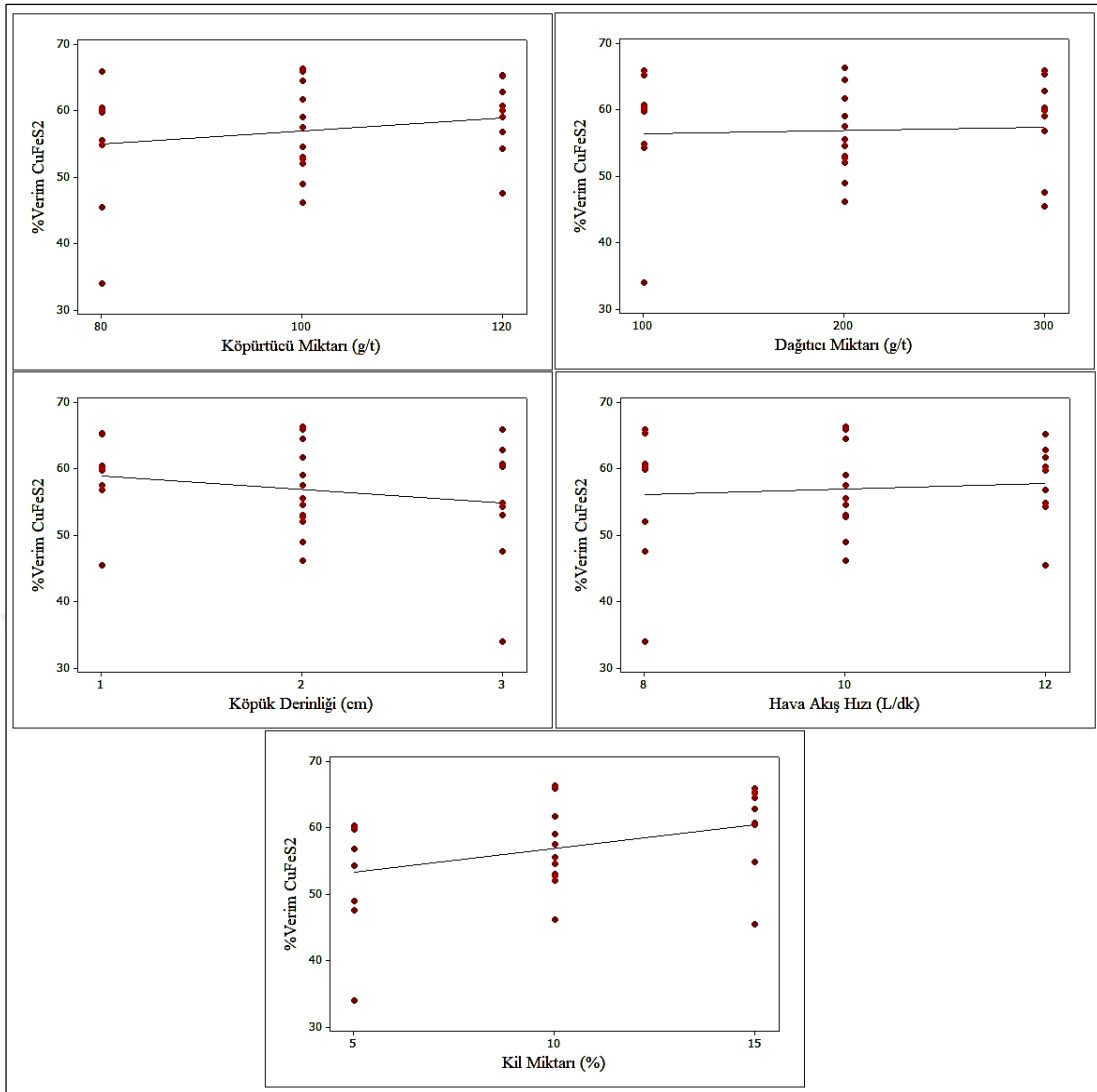 70
60
50
40
30
%Verim CuFeS2
80 100 120
Köpürtücü Miktarı (g/t)
70
60
50
40
30
%Verim CuFeS2
100 200 300
Dağıtıcı Miktarı (g/t)
70
60
50
40
30
%Verim CuFeS2
1 2 3
Köpük Derinliği (cm)
70
60
50
40
30
%Verim CuFeS2
8 10 12
Hava Akış Hızı (L/dk)
70
60
50
40
30
%Verim CuFeS2
5 10 15
Kil Miktarı (%)